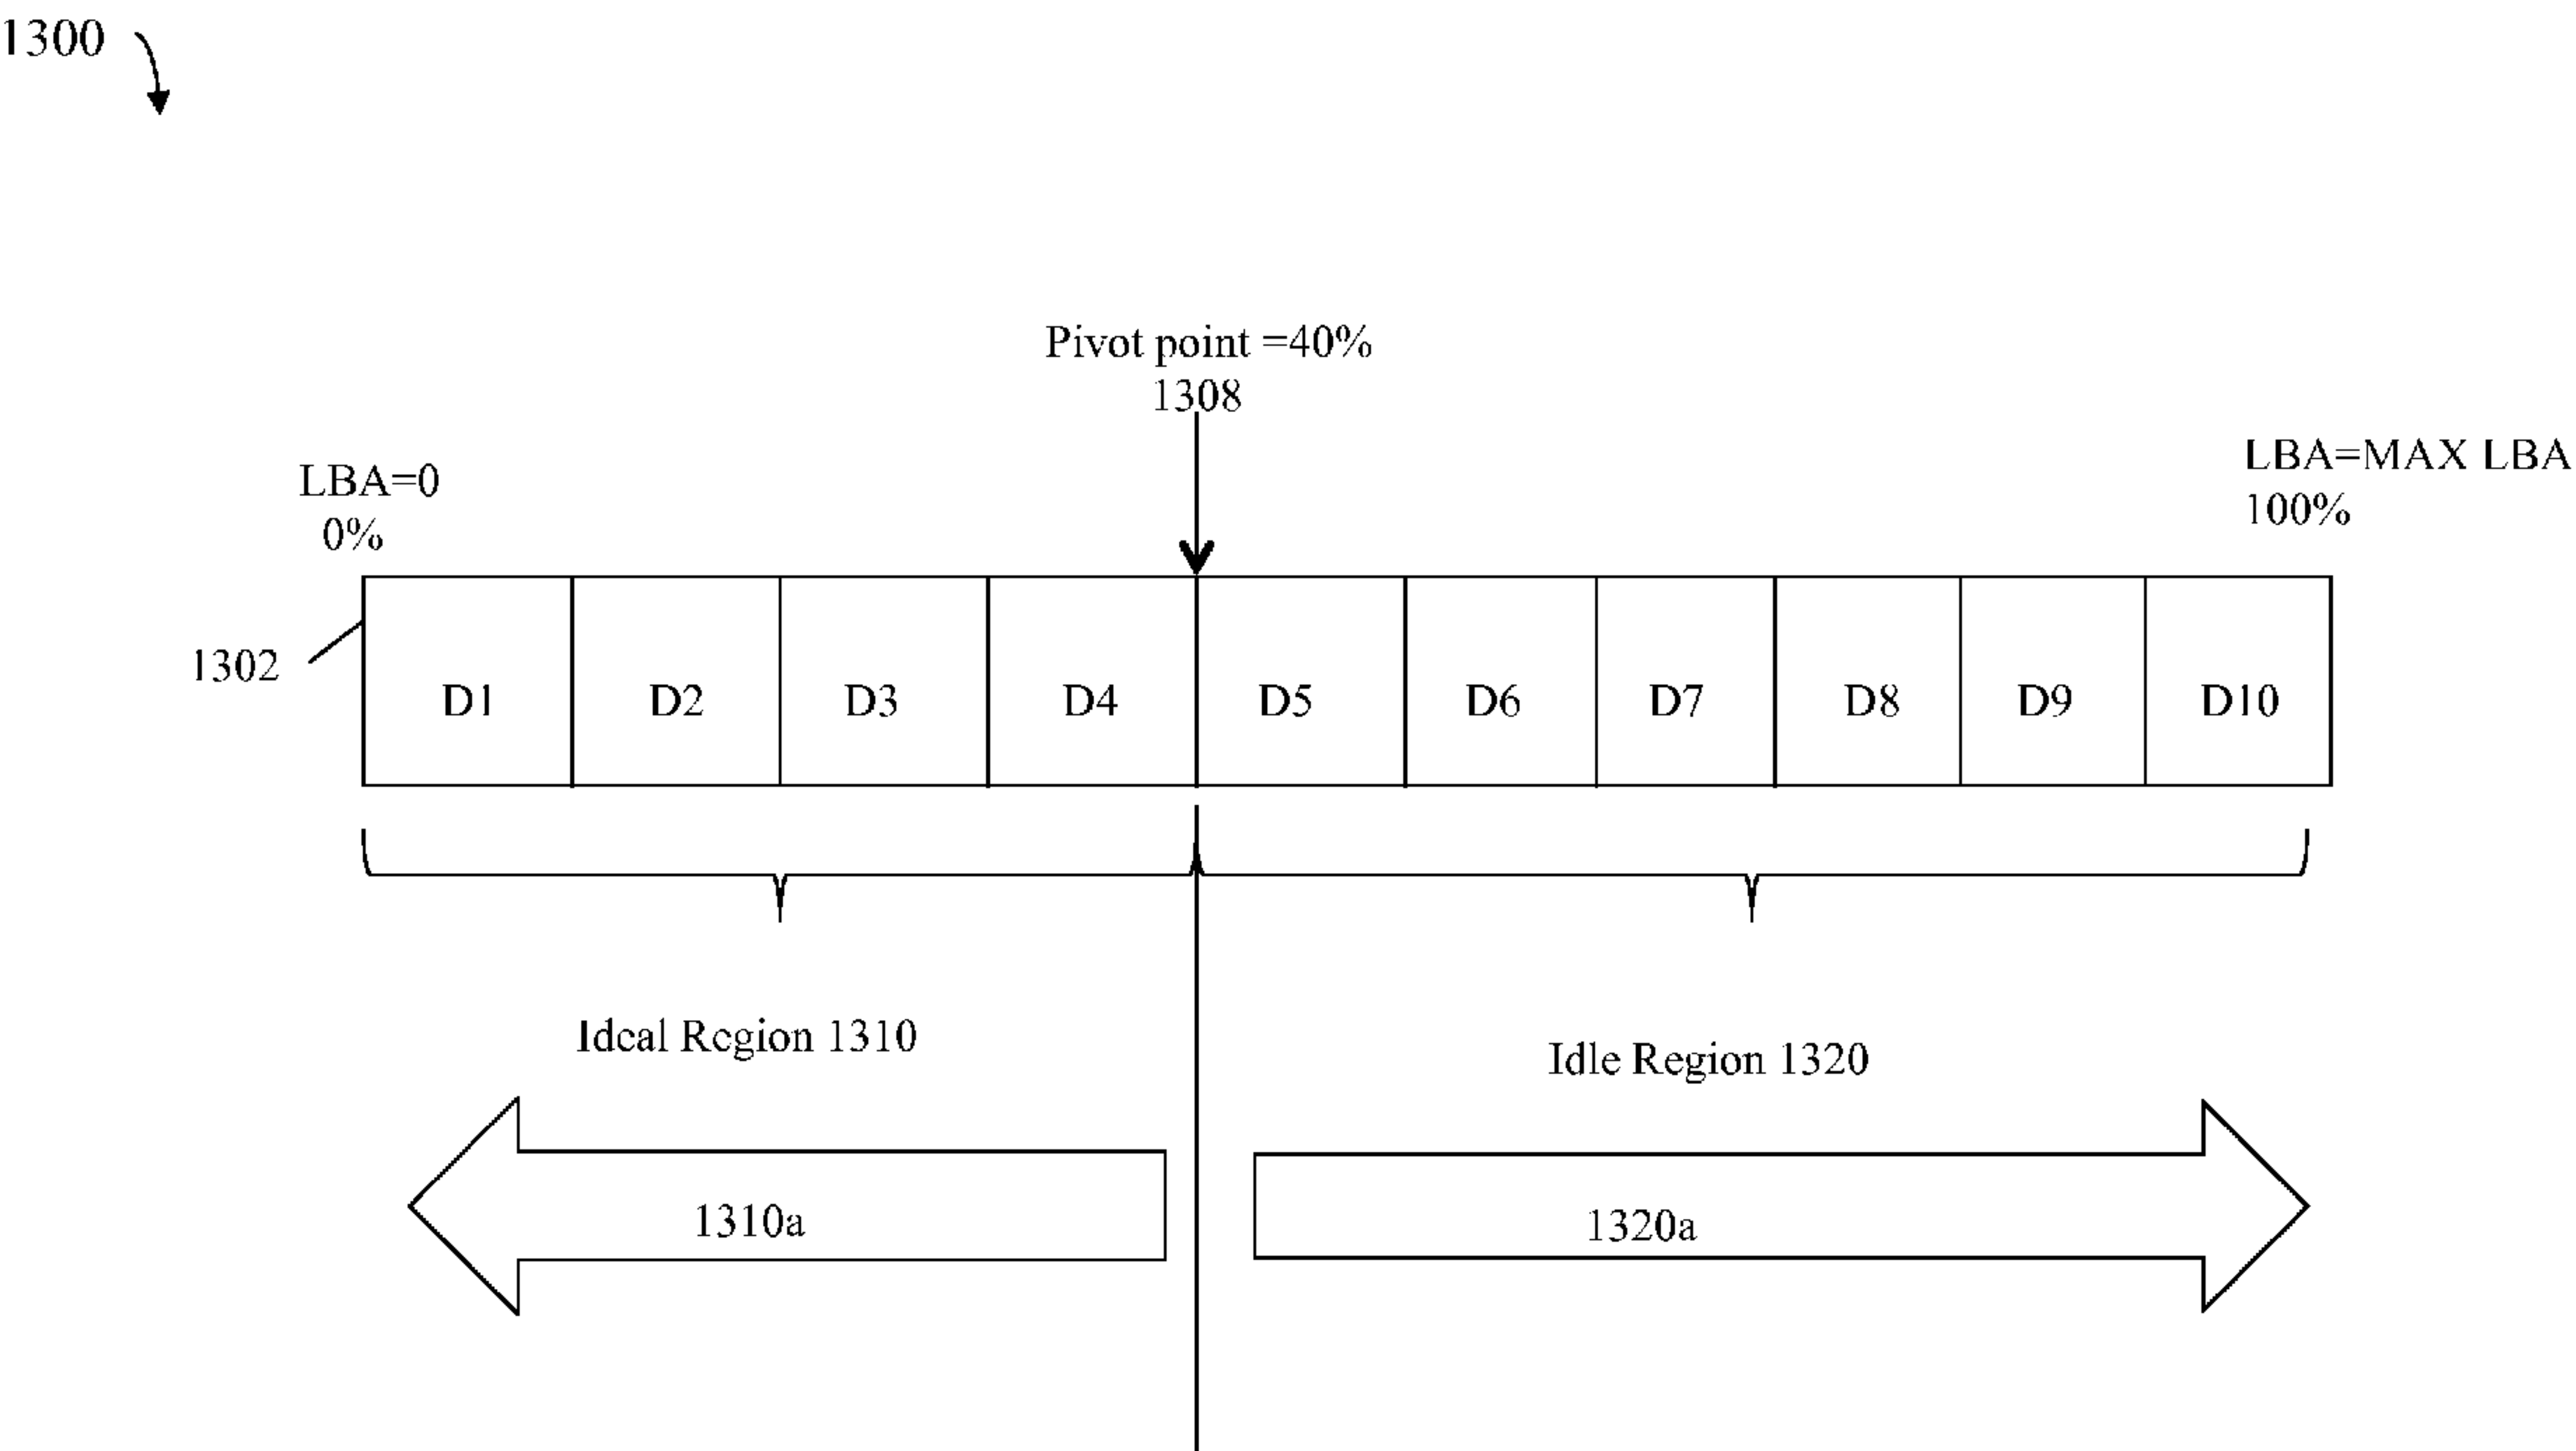 1300
Pivot point =40%
1308
LBA=0
0%
LBA=MAX LBA
100%
1302
D1 D2 D3 D4 D5 D6 D7 D8 D9 D10
Ideal Region 1310
Idle Region 1320
1310a
1320a